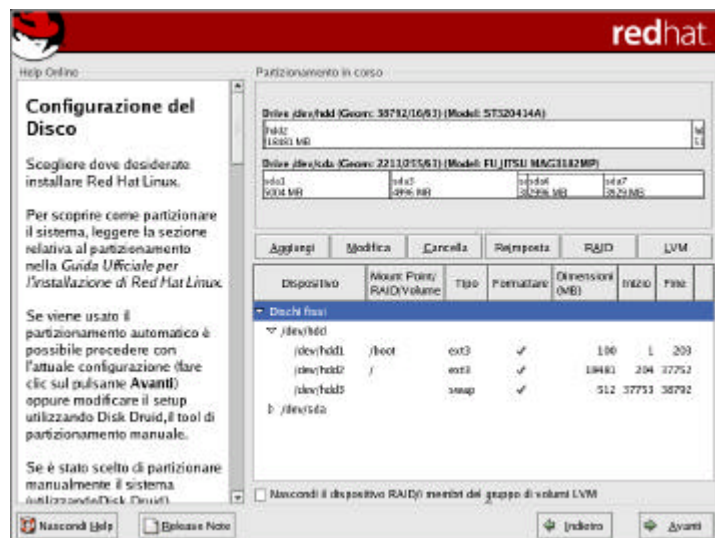 redhat
Help Online
Configurazione del
Disco
Scegliere dove desiderate
installare Red Hat Linux.
Per scoprire come partizionare
il sistema, leggere la sezione
relativa al partizionamento
nella Guida Ufficiale per
l'installazione di Red Hat Linux.
Se viene usato il
partizionamento automatico è
possibile procedere con
l'attuale configurazione (fare
clic sul pulsante Avanti)
oppure modificare il setup
utilizzando Disk Druid,il tool di
partizionamento manuale.
Se è stato scelto di partizionare
manualmente il sistema
(utilizzandoDisk Druid)
Nascondi Help
Release Note
Partizionamento in corso
Drive /dev/hdd (Geom: 38792/16/63) (Model: ST320414A)
hdd2
Drive /dev/sda (Geom: 2213/255/63) (Model: FUJITSU MAG3182MP)
sda1 sda5 sda6 sda7
5004 MB 4996 MB
Aggiungi Modifica Cancella Reimposta RAID LVM
Dispositivo Mount Point/ RAID/Volume Tipo Formattare Dimensioni (MB) Inizio Fine
Dischi fissi
/dev/hdd
/dev/hdd1 /boot ext3 ✓ 100 1 203
/dev/hdd2 / ext3 ✓ 204 37752
/dev/hdd3 swap ✓ 512 37753 38792
/dev/sda
Nascondi il dispositivo RAID/i membri del gruppo di volumi LVM
Indietro Avanti